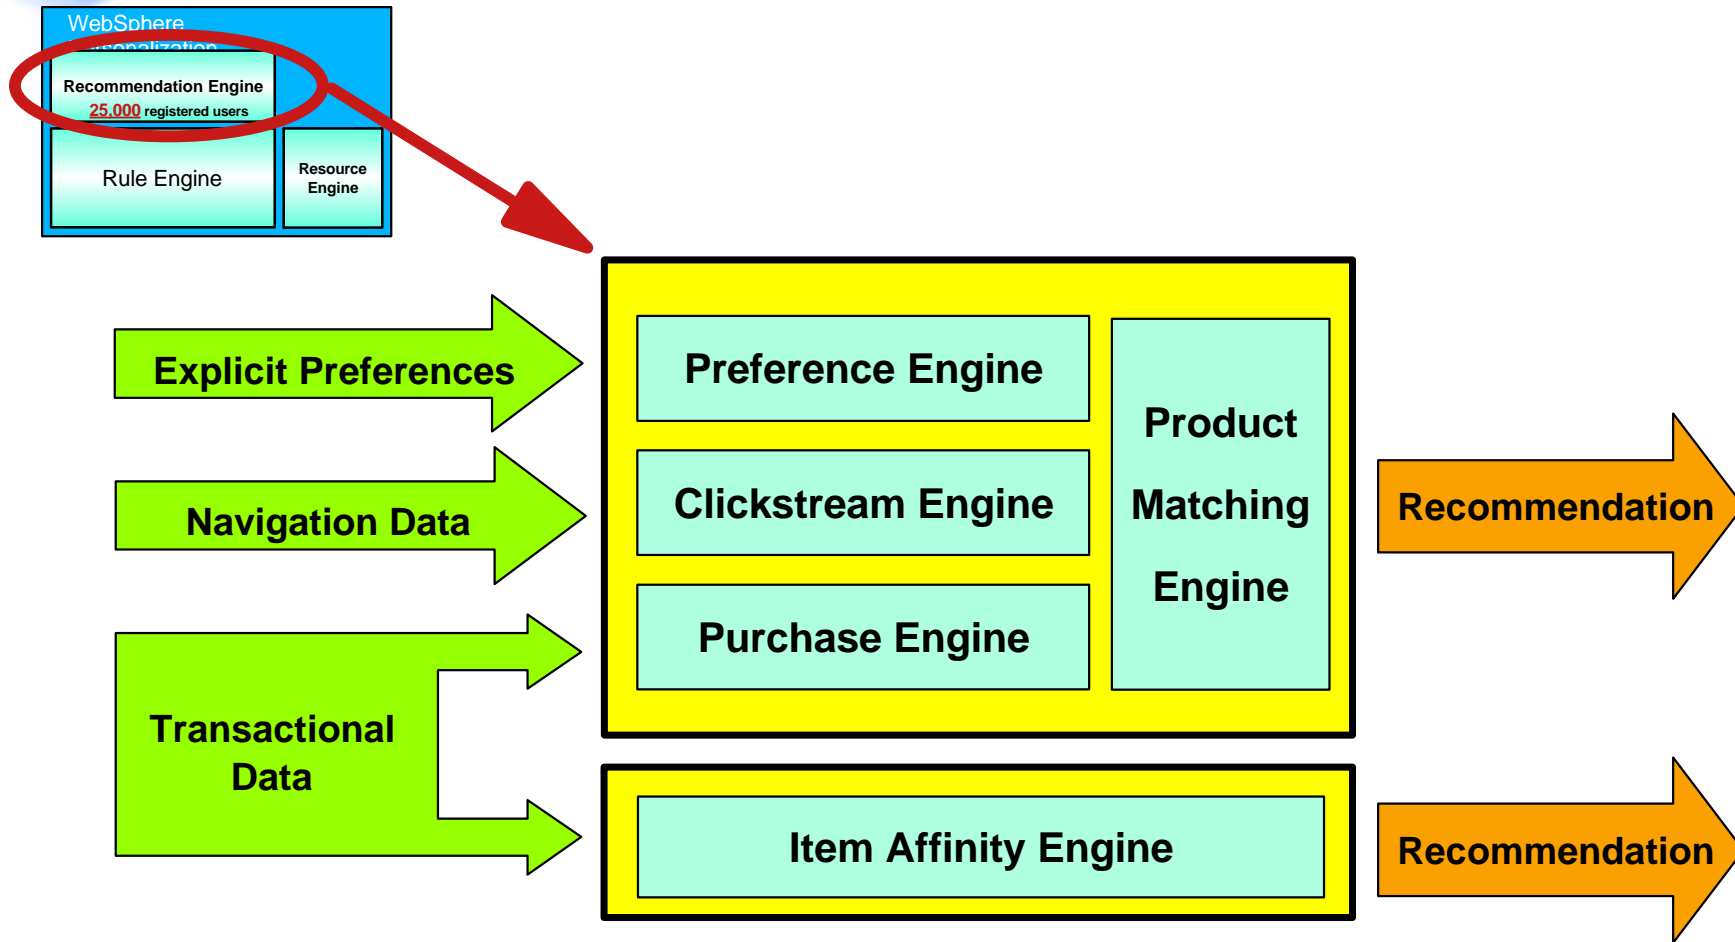 WebSphere
Personalization
Recommendation Engine
25,000 registered users
Rule Engine
Resource
Engine
Explicit Preferences
Navigation Data
Transactional
Data
Preference Engine
Clickstream Engine
Purchase Engine
Product
Matching
Engine
Item Affinity Engine
Recommendation
Recommendation